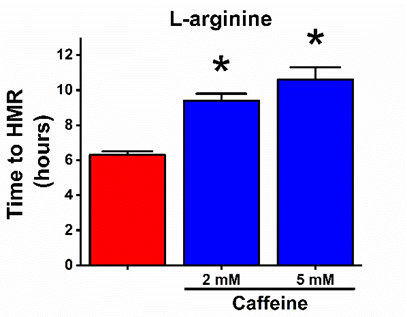 L-arginine
Time to HMR
(hours)
12
10
8
6
4
2
0
*
*
2 mM
5 mM
Caffeine